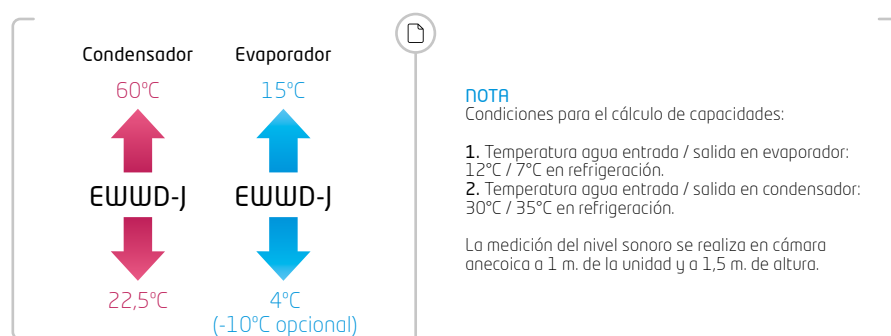 Condensador
Evaporador
60°C
15°C
EWWD-J
EWWD-J
22,5°C
4°C
(-10°C opcional)
NOTA
Condiciones para el cálculo de capacidades:
1. Temperatura agua entrada / salida en evaporador:
12°C / 7°C en refrigeración.
2. Temperatura agua entrada / salida en condensador:
30°C / 35°C en refrigeración.
La medición del nivel sonoro se realiza en cámara
anecoica a 1 m. de la unidad y a 1,5 m. de altura.